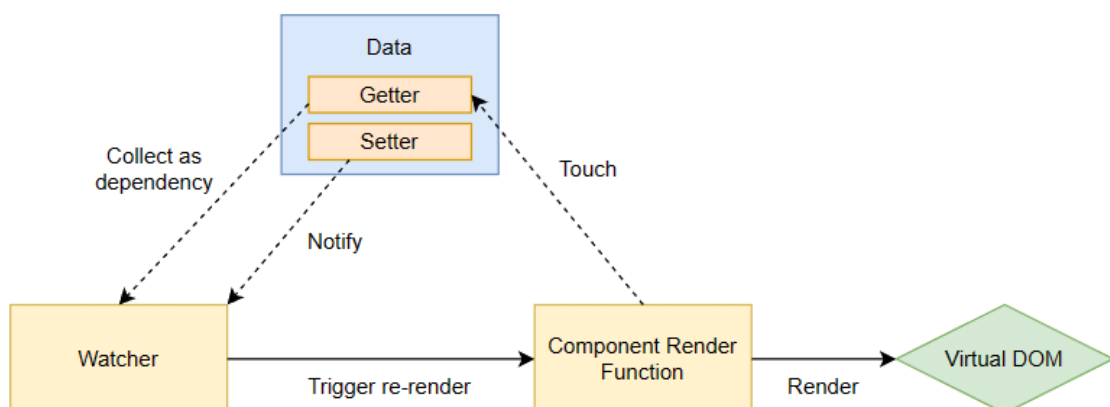 Data
Getter
Setter
Collect as
dependency
Touch
Notify
Watcher
Trigger re-render
Component Render
Function
Render
Virtual DOM